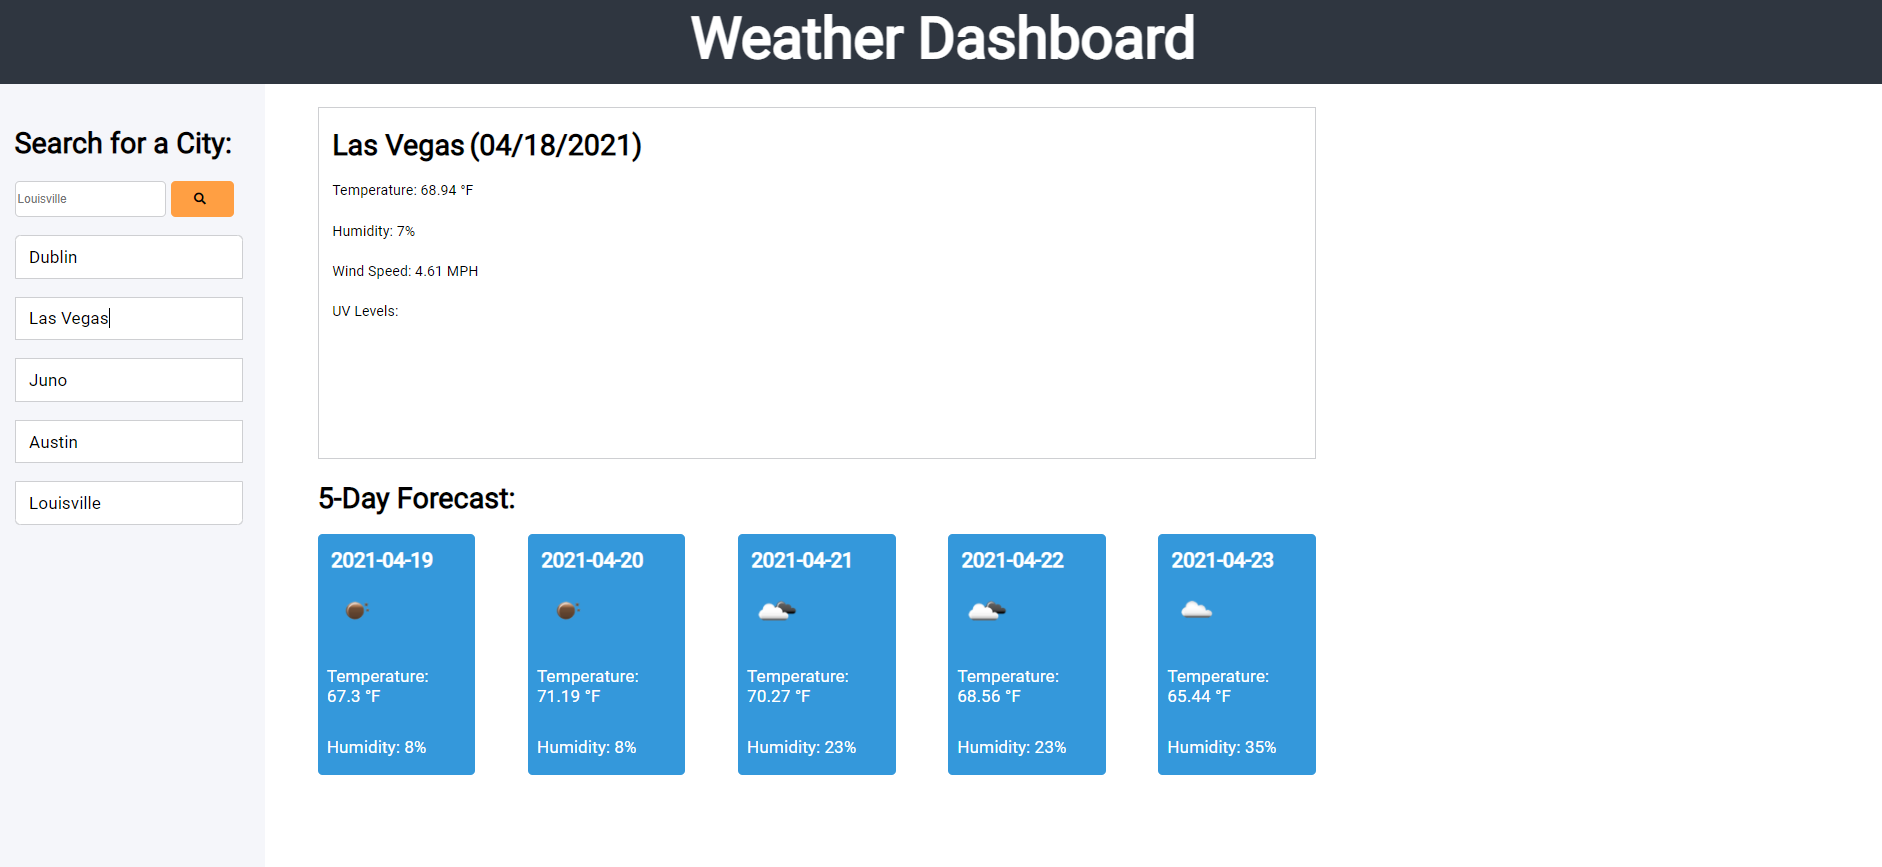 Weather Dashboard
Search for a City:
Louisville
Dublin
Las Vegas
Juno
Austin
Louisville
Las Vegas (04/18/2021)
Temperature: 68.94 °F
Humidity: 7%
Wind Speed: 4.61 MPH
UV Levels:
5-Day Forecast:
2021-04-19
Temperature:
67.3 °F
Humidity: 8%
2021-04-20
Temperature:
71.19 °F
Humidity: 8%
2021-04-21
Temperature:
70.27 °F
Humidity: 23%
2021-04-22
Temperature:
68.56 °F
Humidity: 23%
2021-04-23
Temperature:
65.44 °F
Humidity: 35%